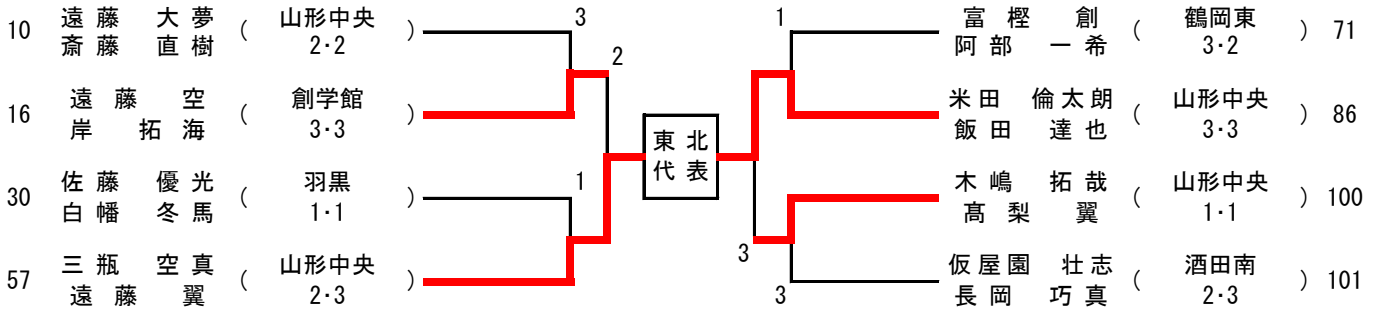 10 遠藤 大夢 斎藤 直樹 ( 山形中央 2・2 )
16 遠藤 空 岸 拓海 ( 創学館 3・3 )
30 佐藤 優光 白幡 冬馬 ( 羽黒 1・1 )
57 三瓶 空真 遠藤 翼 ( 山形中央 2・3 )
3
2
1
東北
代表
1
3
3
富樫 創 阿部 一希 ( 鶴岡東 3・2 ) 71
米田 倫太朗 飯田 達也 ( 山形中央 3・3 ) 86
木嶋 拓哉 髙梨 翼 ( 山形中央 1・1 ) 100
仮屋園 壮志 長岡 巧真 ( 酒田南 2・3 ) 101